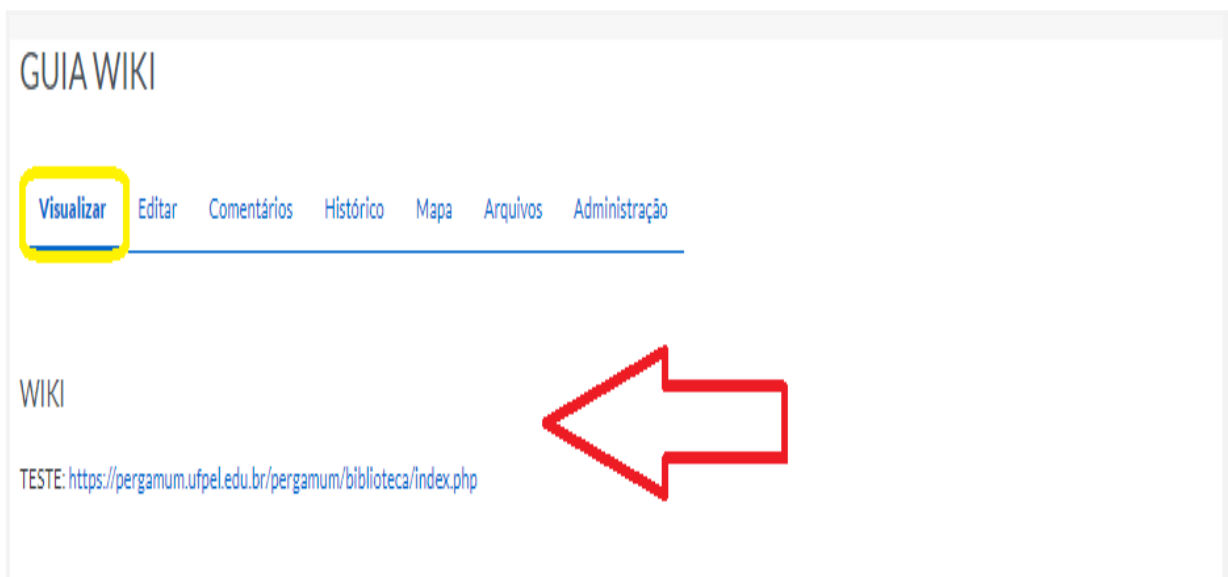 GUIA WIKI
Visualizar Editar Comentários Histórico Mapa Arquivos Administração
WIKI
TESTE: https://pergamum.ufpel.edu.br/pergamum/biblioteca/index.php